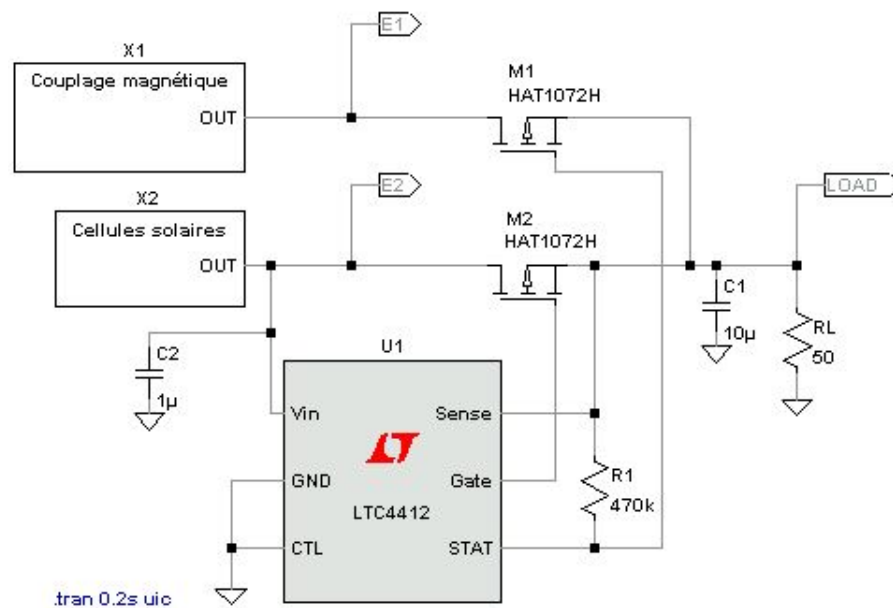 E1
X1
Couplage magnétique
OUT
M1
HAT1072H
E2
LOAD
X2
Cellules solaires
OUT
M2
HAT1072H
C1
10µ
RL
50
C2
1µ
U1
Vin
Sense
GND
Gate
LTC4412
CTL
STAT
R1
470k
.tran 0.2s uic